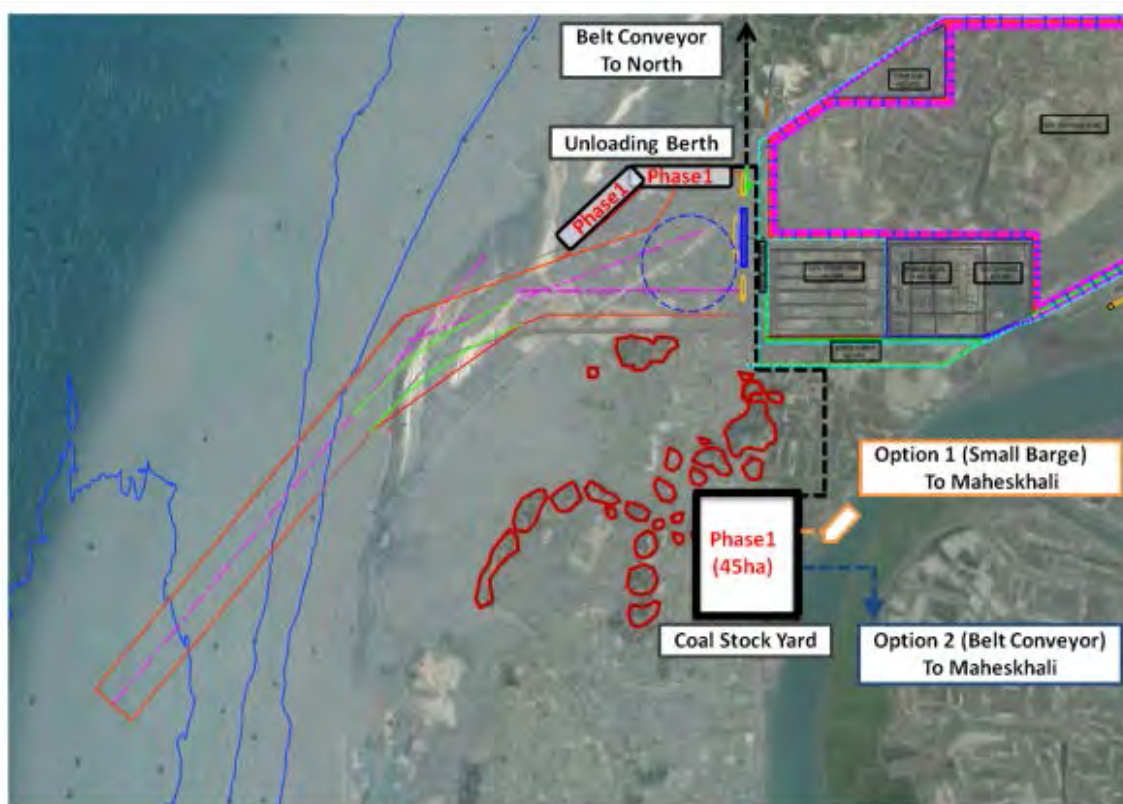 Belt Conveyor
To North
Unloading Berth
Phase1
Phase1
Option 1 (Small Barge)
To Maheskhali
Phase1
(45ha)
Coal Stock Yard
Option 2 (Belt Conveyor)
To Maheskhali